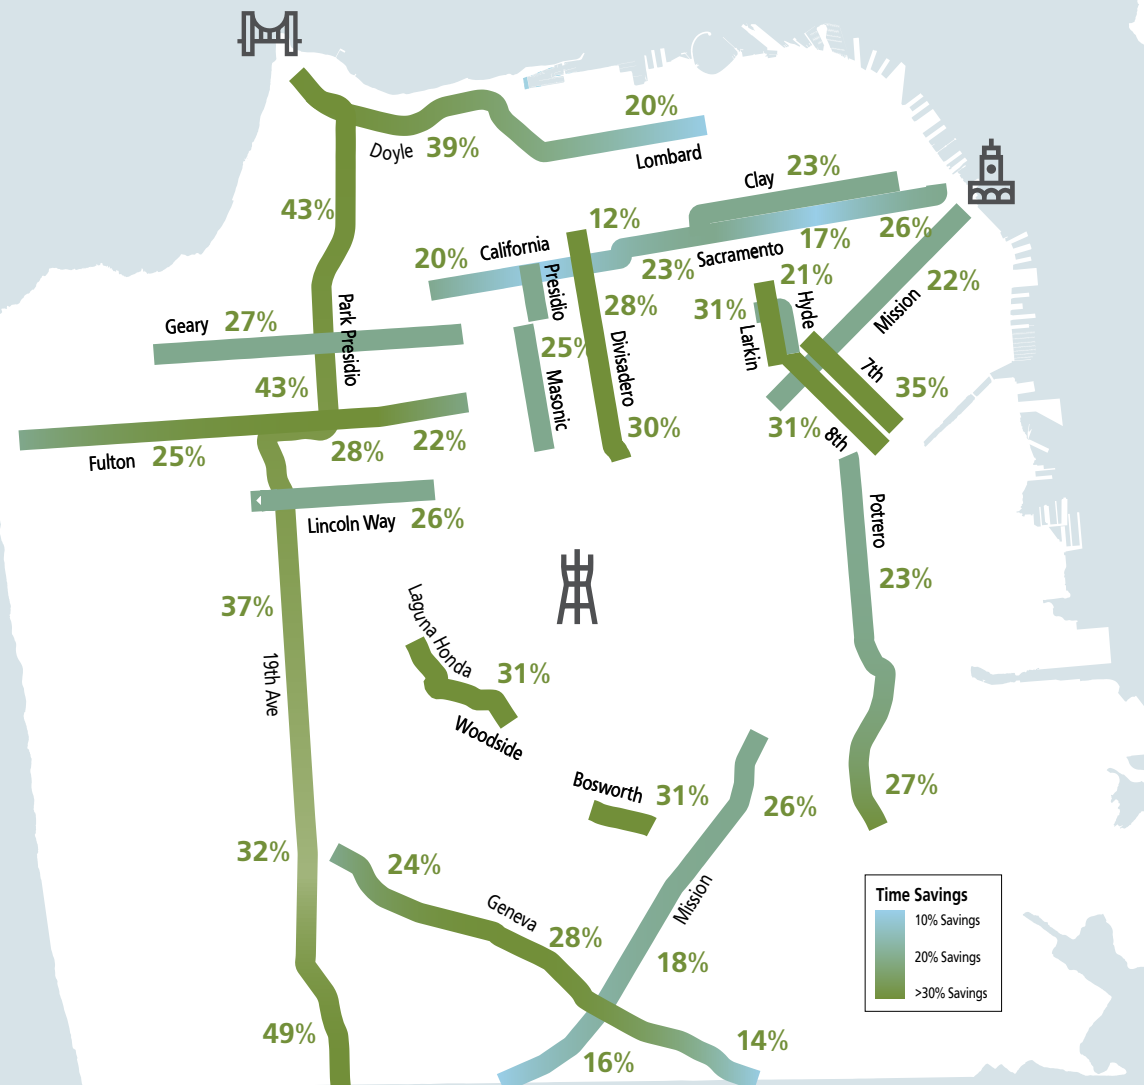 20%
Lombard
Doyle
39%
Clay
23%
43%
12%
California
20%
Sacramento
17%
26%
23%
Presidio
21%
22%
28%
31%
Hyde
Mission
Geary
27%
Park Presidio
Larkin
25%
Divisadero
7th
Masonic
35%
43%
30%
31%
8th
28%
22%
Fulton
25%
Potrero
Lincoln Way
26%
23%
37%
Laguna Honda
31%
19th Ave
Woodside
Bosworth
31%
26%
27%
32%
24%
Mission
Geneva
28%
18%
49%
16%
14%
Time Savings
10% Savings
20% Savings
>30% Savings